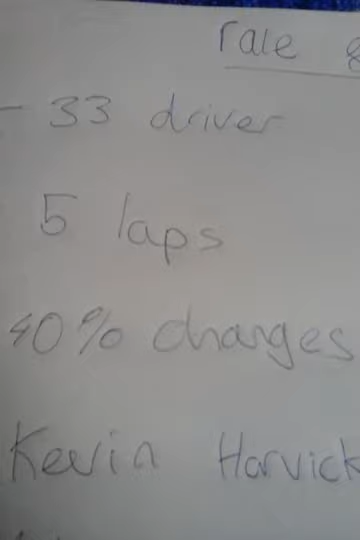 rale
- 33 driver
5 laps
40% changes
Kevin Harvick